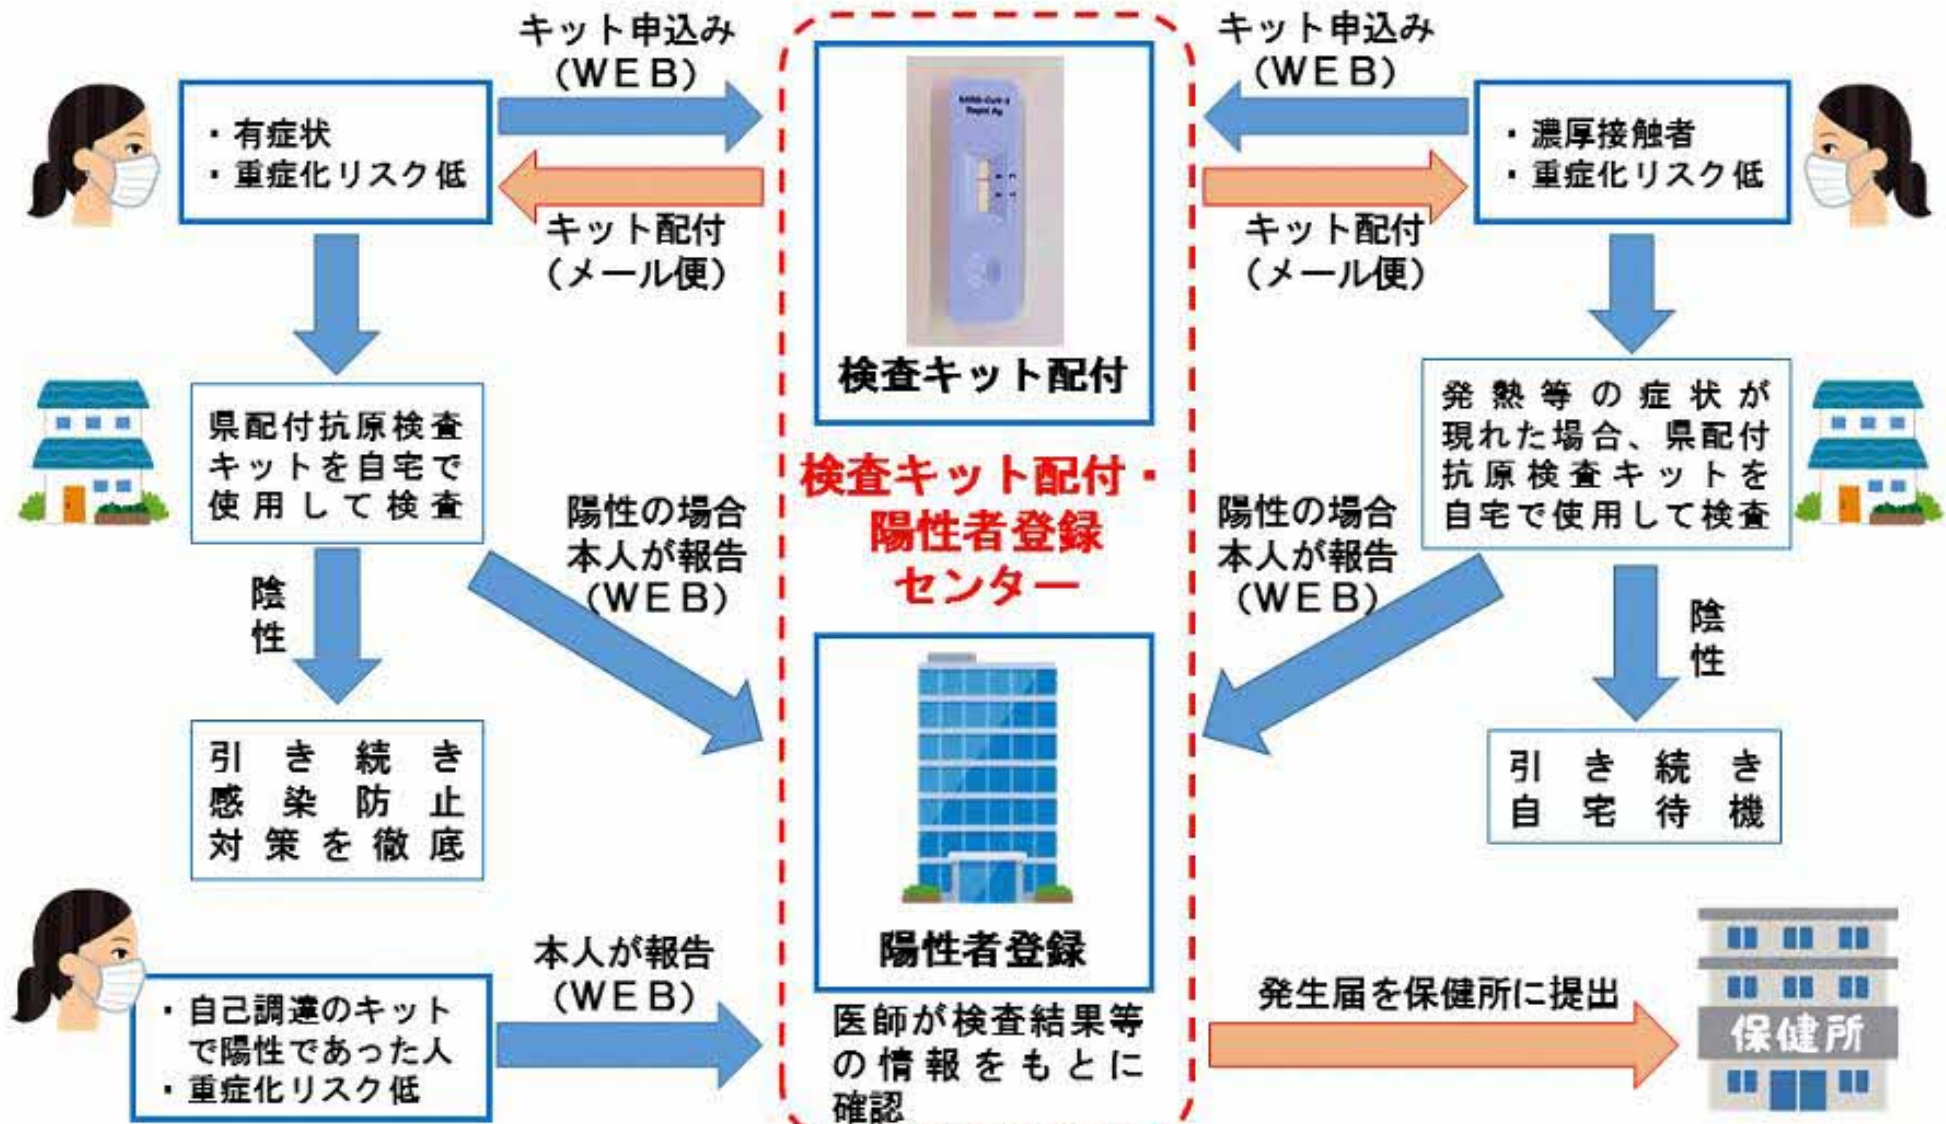 キット申込み
（ＷＥＢ）
・有症状
・重症化リスク低
キット配付
（メール便）
SARS-CoV-2
Rapid Ag
検査キット配付
キット申込み
（ＷＥＢ）
・濃厚接触者
・重症化リスク低
キット配付
（メール便）
県配付抗原検査
キットを自宅で
使用して検査
陽性の場合
本人が報告
（ＷＥＢ）
検査キット配付・
陽性者登録
センター
陽性の場合
本人が報告
（ＷＥＢ）
発熱等の症状が
現れた場合、県配付
抗原検査キットを
自宅で使用して検査
陰
性
陰
性
引き続き
感染防止
対策を徹底
引き続き
自宅待機
陽性者登録
医師が検査結果等
の情報をもとに
確認
・自己調達のキット
で陽性であった人
・重症化リスク低
本人が報告
（ＷＥＢ）
発生届を保健所に提出
保健所